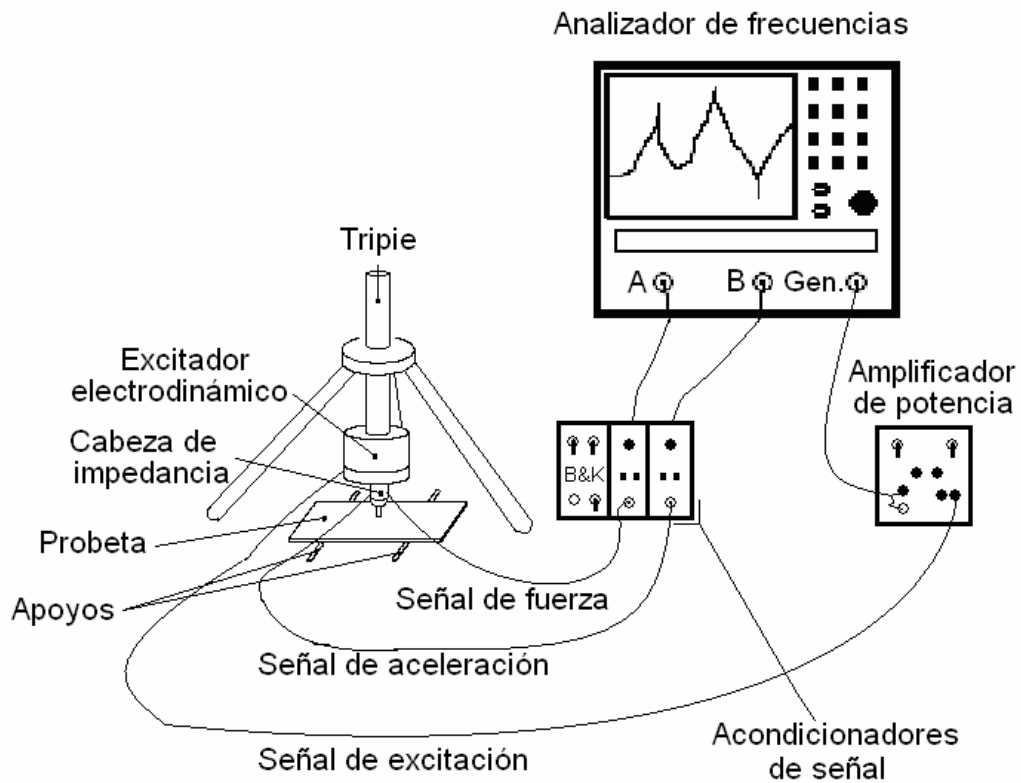 Analizador de frecuencias
Tripie
A
B
Gen.
Excitador
electrodinámico
Amplificador
de potencia
Cabeza de
impedancia
B&K
Probeta
Apoyos
Señal de fuerza
Señal de aceleración
Señal de excitación
Acondicionadores
de señal